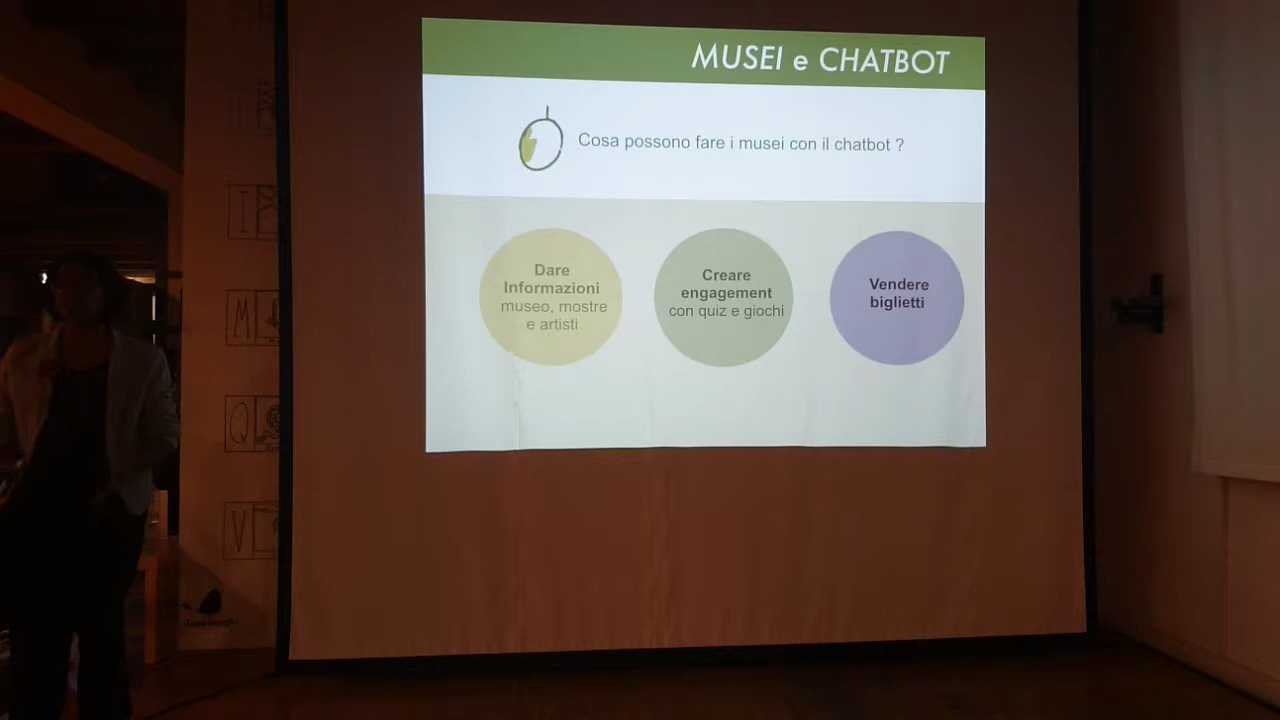 MUSEI e CHATBOT
Cosa possono fare i musei con il chatbot ?
Dare
Informazioni
museo, mostre
e artisti
Creare
engagement
con quiz e giochi
Vendere
biglietti
I
M
Q
V